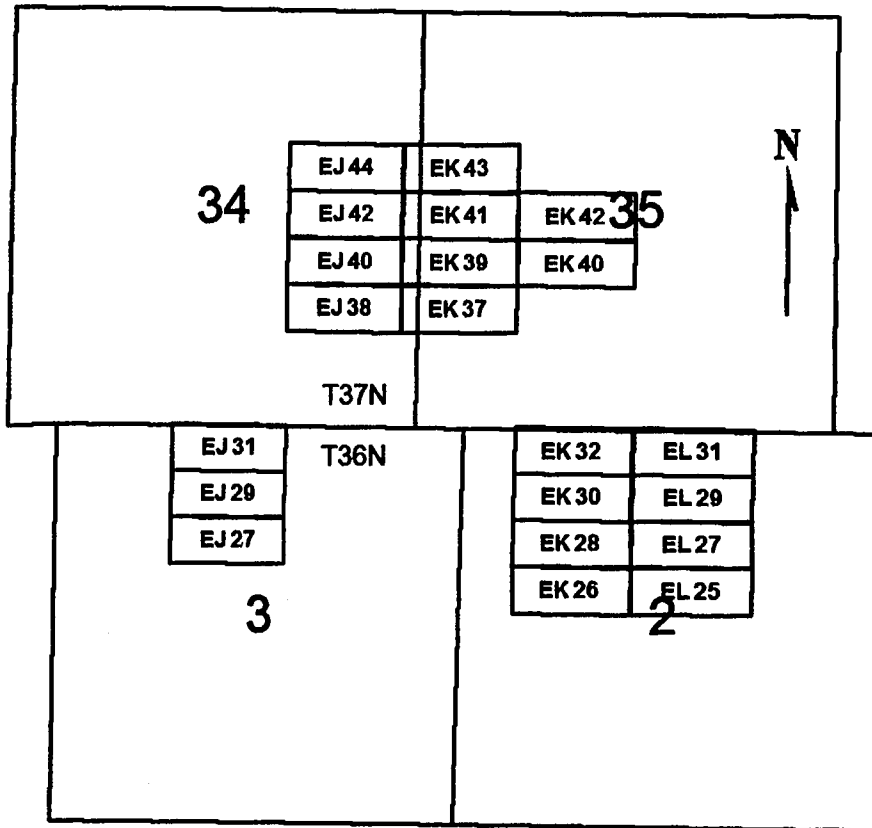 N
EJ 44 EK 43
34 EJ 42 EK 41 EK 42 35
EJ 40 EK 39 EK 40
EJ 38 EK 37
T37N
EJ 31 T36N EK 32 EL 31
EJ 29 EK 30 EL 29
EJ 27 EK 28 EL 27
EK 26 EL 25
3 2